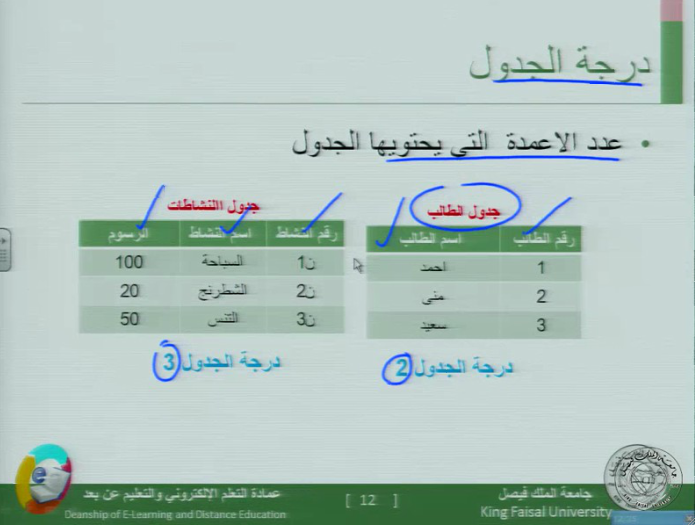 درجة الجدول
• عدد الاعمدة التي يحتويها الجدول
جدول الطالب
رقم الطالب اسم الطالب
1 احمد
2 منى
3 سعيد
درجة الجدول 2
جدول النشاطات
رقم النشاط اسم النشاط الرسوم
ن1 السباحة 100
ن2 الشطرنج 20
ن3 التنس 50
درجة الجدول 3
جامعة الملك فيصل
King Faisal University
[ 12 ]
عمادة التعلم الإلكتروني والتعليم عن بعد
Deanship of E-Learning and Distance Education